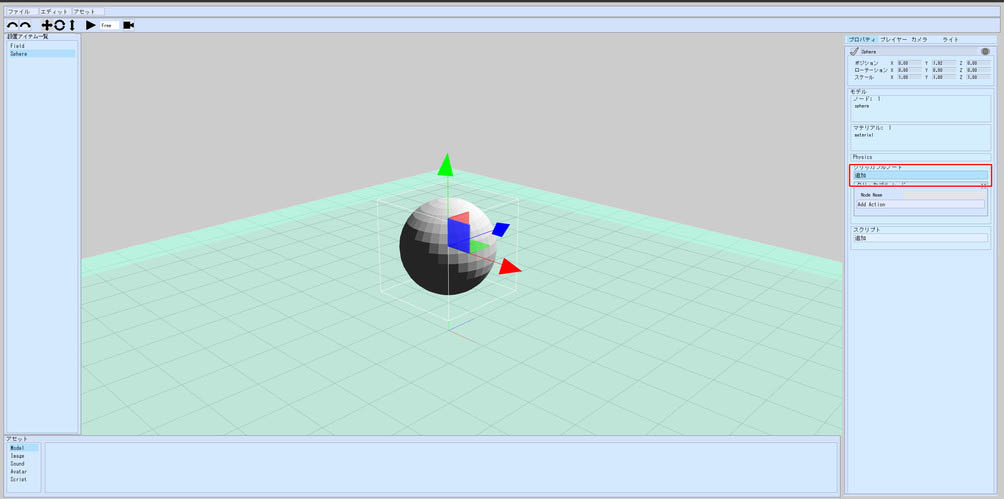 ファイル エディット アセット
Free
設置アイテム一覧
Field
Sphere
プロパティ プレイヤー カメラ ライト
Sphere
ポジション X 0.00 Y 1.92 Z 0.00
ローテーション X 0.00 Y 0.00 Z 0.00
スケール X 1.00 Y 1.00 Z 1.00
モデル
ノード: 1
sphere
マテリアル: 1
material
Physics
クリッカブルノード
追加
Node Name
Add Action
スクリプト
追加
アセット
Model
Image
Sound
Avatar
Script